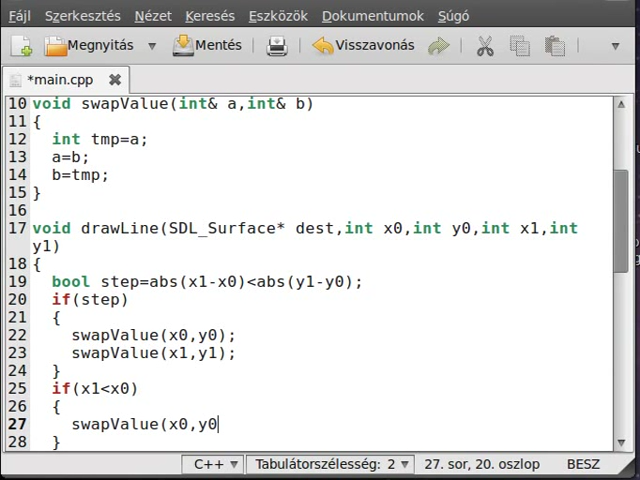 Fájl Szerkesztés Nézet Keresés Eszközök Dokumentumok Súgó
Megnyitás Mentés Visszavonás
*main.cpp
10 void swapValue(int& a,int& b)
11 {
12 int tmp=a;
13 a=b;
14 b=tmp;
15 }
16
17 void drawLine(SDL_Surface* dest,int x0,int y0,int x1,int
y1)
18 {
19 bool step=abs(x1-x0)<abs(y1-y0);
20 if(step)
21 {
22 swapValue(x0,y0);
23 swapValue(x1,y1);
24 }
25 if(x1<x0)
26 {
27 swapValue(x0,y0
28 }
C++ Tabulátorszélesség: 2 27. sor, 20. oszlop BESZ